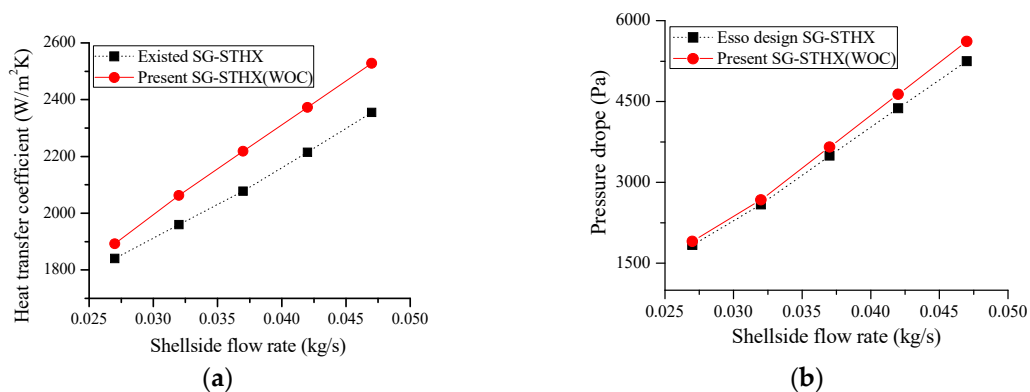 2600
2400
2200
2000
1800
Heat transfer coefficient (W/m²K)
Existed SG-STHX
Present SG-STHX(WOC)
0.025 0.030 0.035 0.040 0.045 0.050
Shellside flow rate (kg/s)
(a)
6000
4500
3000
1500
Pressure drope (Pa)
Esso design SG-STHX
Present SG-STHX(WOC)
0.025 0.030 0.035 0.040 0.045 0.050
Shellside flow rate (kg/s)
(b)